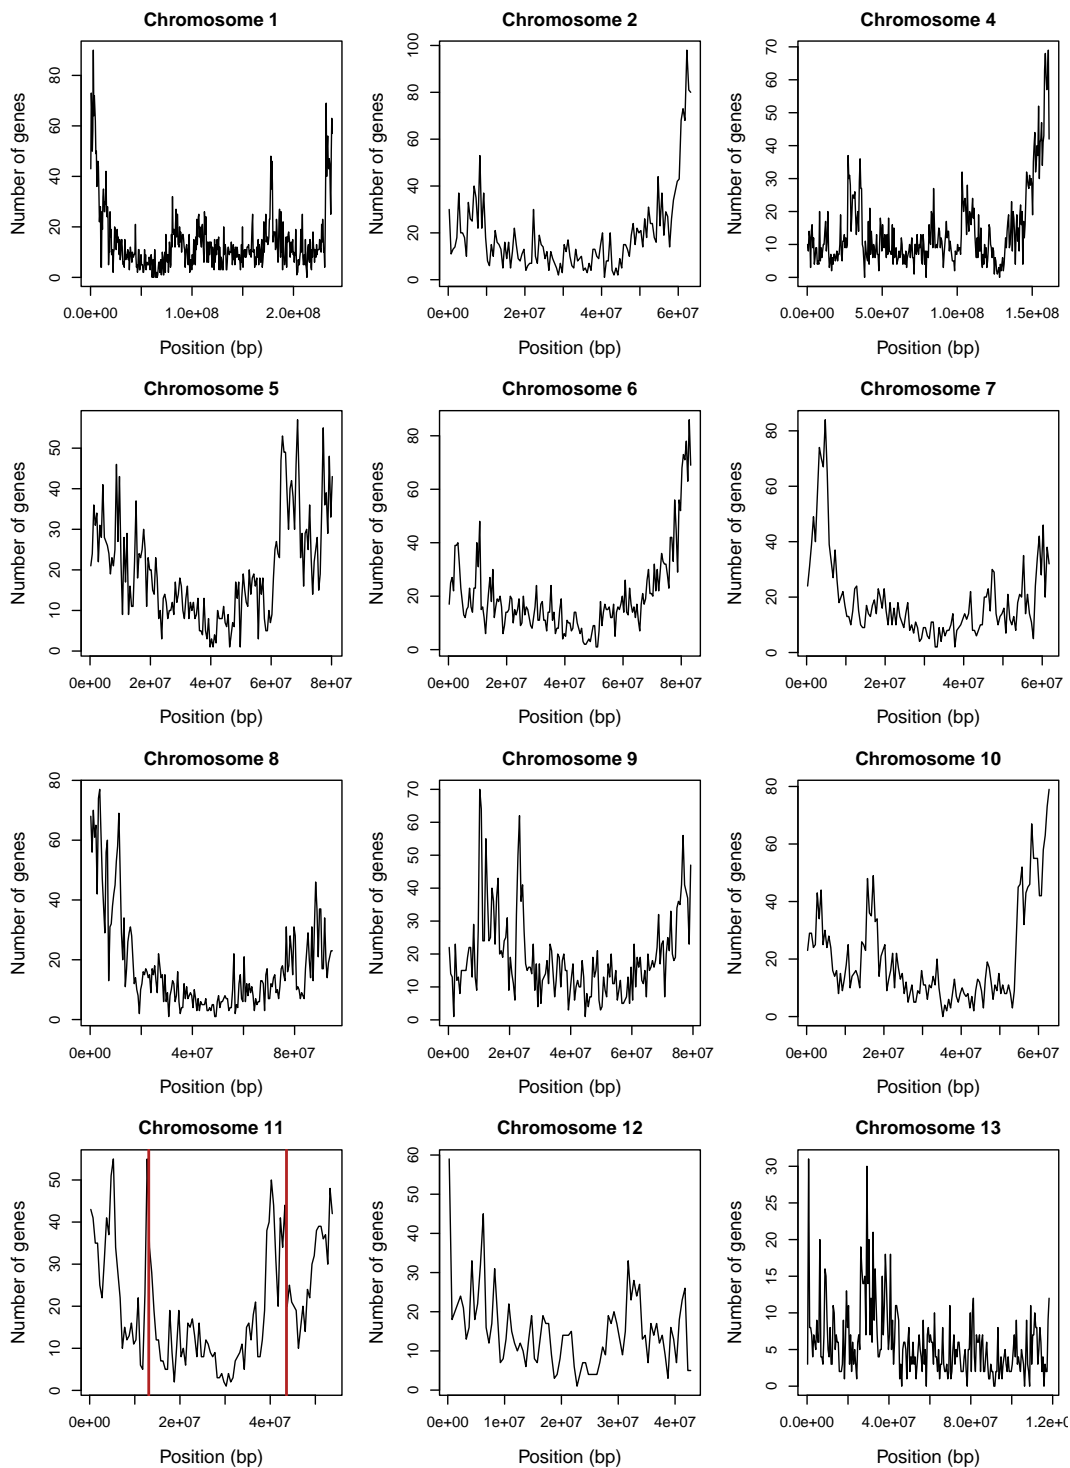 Chromosome 1
Number of genes
0 20 40 60 80
0.0e+00 1.0e+08 2.0e+08
Position (bp)
Chromosome 2
Number of genes
0 20 40 60 80 100
0e+00 2e+07 6e+07
Position (bp)
Chromosome 4
Number of genes
0 10 20 30 40 50 60 70
0.0e+00 5.0e+07 1.0e+08 1.5e+08
Position (bp)
Chromosome 5
Number of genes
0 10 20 30 40 50
0e+00 2e+07 4e+07 6e+07 8e+07
Position (bp)
Chromosome 6
Number of genes
0 20 40 60 80
0e+00 2e+07 4e+07 6e+07 8e+07
Position (bp)
Chromosome 7
Number of genes
0 20 40 60 80
0e+00 2e+07 6e+07
Position (bp)
Chromosome 8
Number of genes
0 20 40 60 80
0e+00 4e+07 8e+07
Position (bp)
Chromosome 9
Number of genes
0 10 20 30 40 50 60 70
0e+00 2e+07 4e+07 6e+07 8e+07
Position (bp)
Chromosome 10
Number of genes
0 20 40 60 80
0e+00 2e+07 6e+07
Position (bp)
Chromosome 11
Number of genes
0 10 20 30 40 50
0e+00 2e+07 4e+07
Position (bp)
Chromosome 12
Number of genes
0 10 20 30 40 50 60
0e+00 1e+07 2e+07 3e+07 4e+07
Position (bp)
Chromosome 13
Number of genes
0 5 10 15 20 25 30
0.0e+00 4.0e+07 8.0e+07
Position (bp)